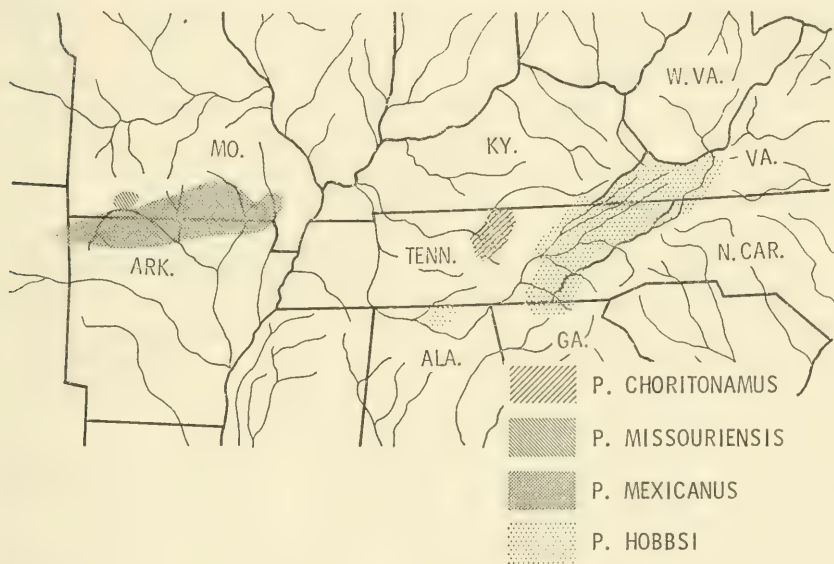 W. VA.
MO.
KY.
- VA.
TENN.
N. CAR.
ARK.
ALA.
GA.
P. CHORITONAMUS
P. MISSOURIENSIS
P. MEXICANUS
P. HOBBSI